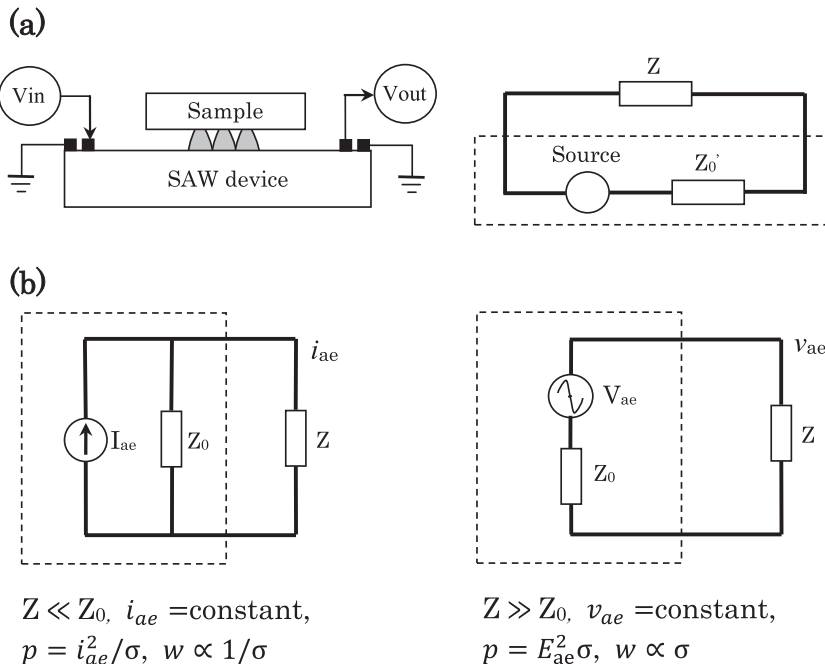 (a)
Vin
Sample
Vout
SAW device
Z
Source
Z₀'
(b)
iae
Iae
Z₀
Z
vae
Vae
Z₀
Z
Z ≪ Z₀, iae =constant,
p = i²ae/σ, w ∝ 1/σ
Z ≫ Z₀, vae =constant,
p = E²aeσ, w ∝ σ